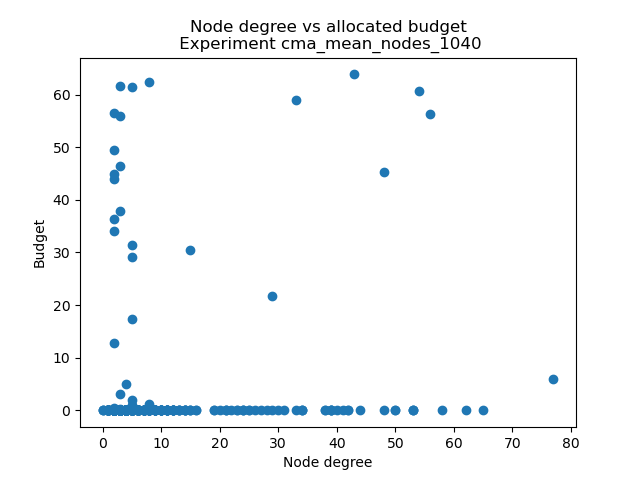 Node degree vs allocated budget
Experiment cma_mean_nodes_1040
60
50
40
30
20
10
0
Budget
0 10 20 30 40 50 60 70 80
Node degree